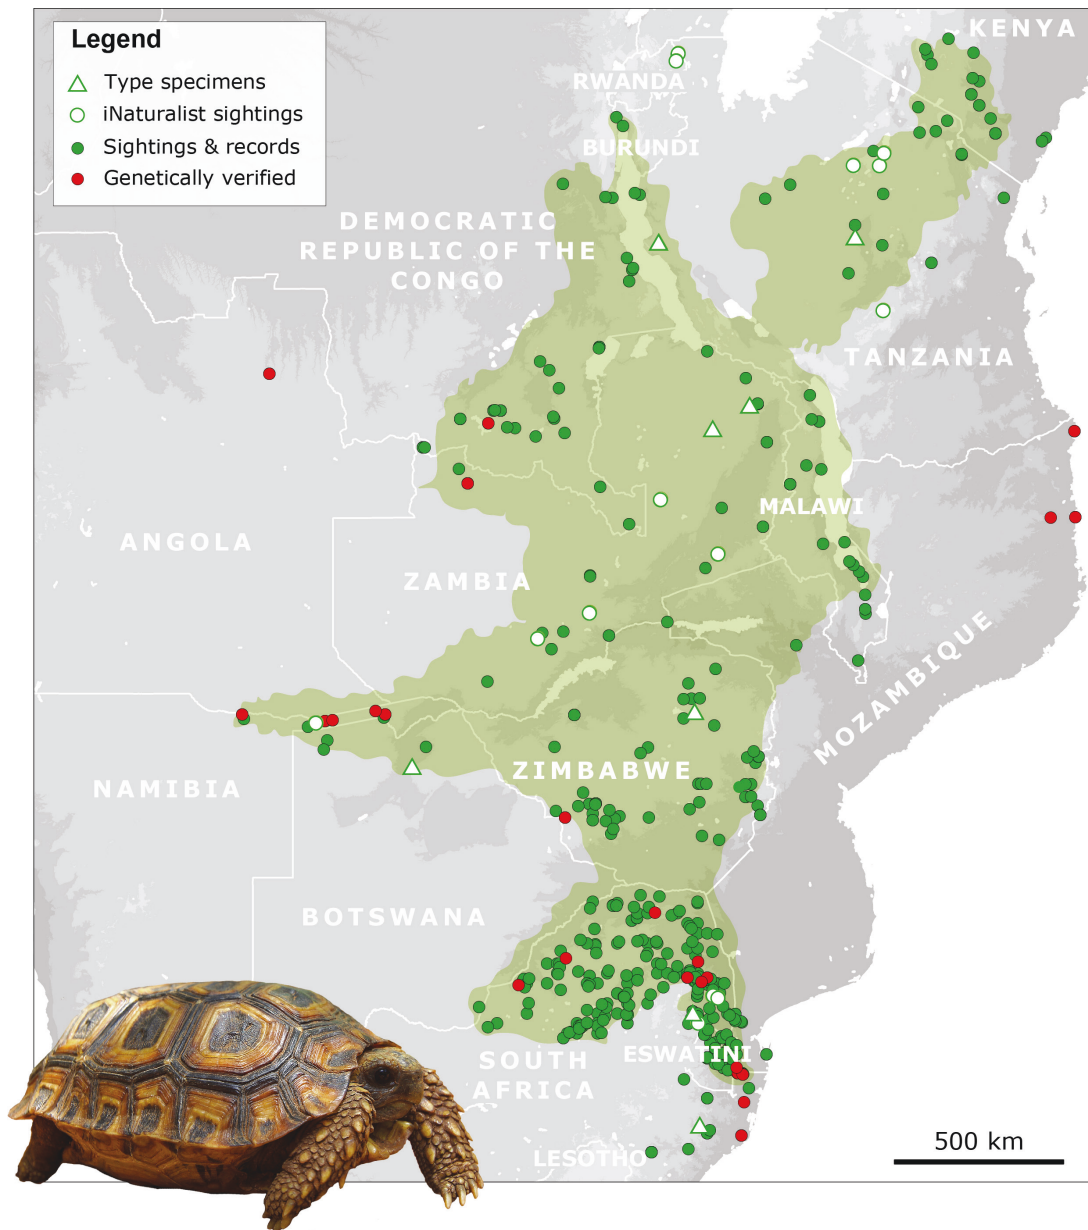 Legend
Type specimens
iNaturalist sightings
Sightings & records
Genetically verified
KENYA
RWANDA
BURUNDI
DEMOCRATIC
REPUBLIC OF THE
CONGO
TANZANIA
MALAWI
ANGOLA
ZAMBIA
MOZAMBIQUE
ZIMBABWE
NAMIBIA
BOTSWANA
SOUTH
AFRICA
ESWATINI
LESOTHO
500 km